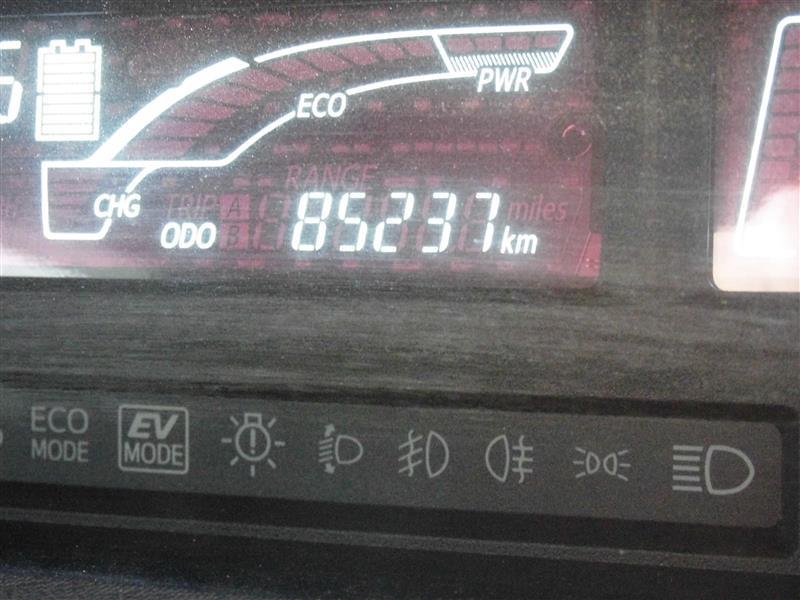 PWR
ECO
RANGE
CHG
TRIP A miles
ODO B 85237 km
ECO
MODE
EV
MODE